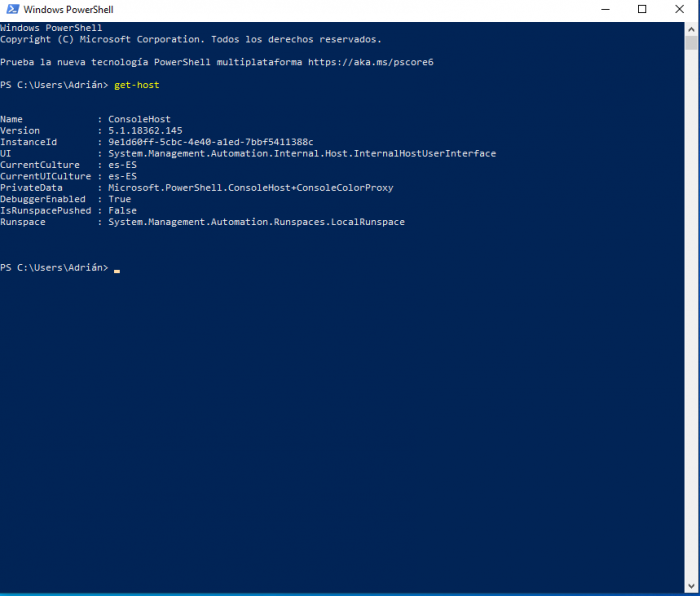 Windows PowerShell
Windows PowerShell
Copyright (C) Microsoft Corporation. Todos los derechos reservados.
Prueba la nueva tecnología PowerShell multiplataforma https://aka.ms/pscore6
PS C:\Users\Adrián> get-host
Name : ConsoleHost
Version : 5.1.18362.145
InstanceId : 9e1d60ff-5cbc-4e40-a1ed-7bbf5411388c
UI : System.Management.Automation.Internal.Host.InternalHostUserInterface
CurrentCulture : es-ES
CurrentUICulture : es-ES
PrivateData : Microsoft.PowerShell.ConsoleHost+ConsoleColorProxy
DebuggerEnabled : True
IsRunspacePushed : False
Runspace : System.Management.Automation.Runspaces.LocalRunspace
PS C:\Users\Adrián>